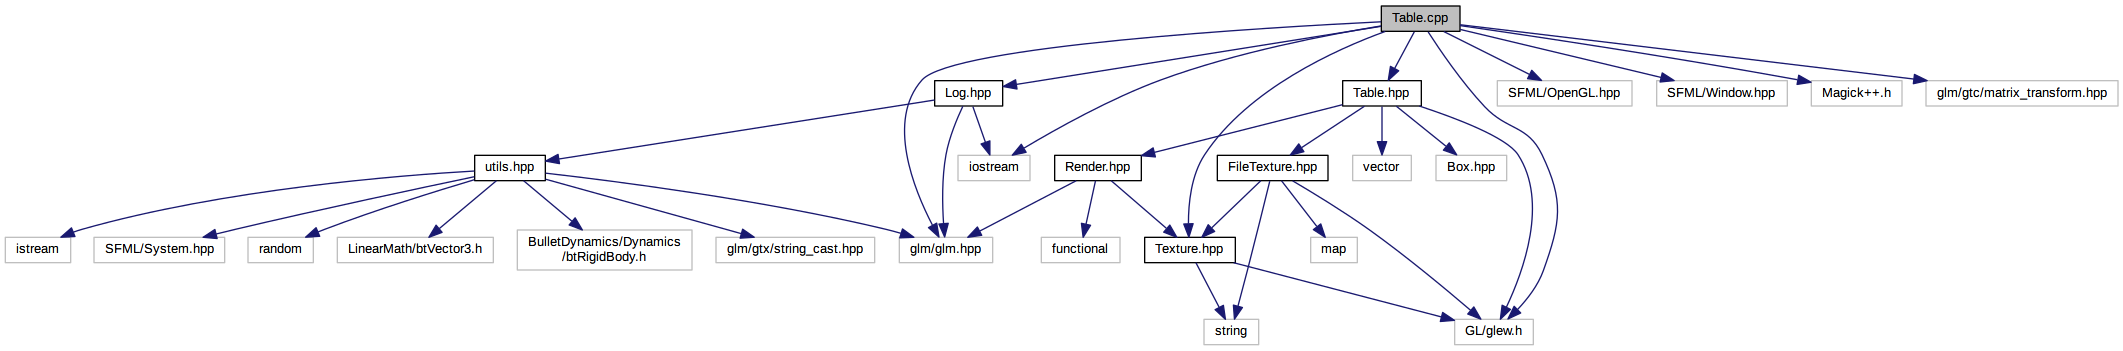 Table.cpp
Log.hpp
Table.hpp
SFML/OpenGL.hpp
SFML/Window.hpp
Magick++.h
glm/gtc/matrix_transform.hpp
utils.hpp
iostream
Render.hpp
FileTexture.hpp
vector
Box.hpp
istream
SFML/System.hpp
random
LinearMath/btVector3.h
BulletDynamics/Dynamics
/btRigidBody.h
glm/gtx/string_cast.hpp
glm/glm.hpp
functional
Texture.hpp
map
string
GL/glew.h